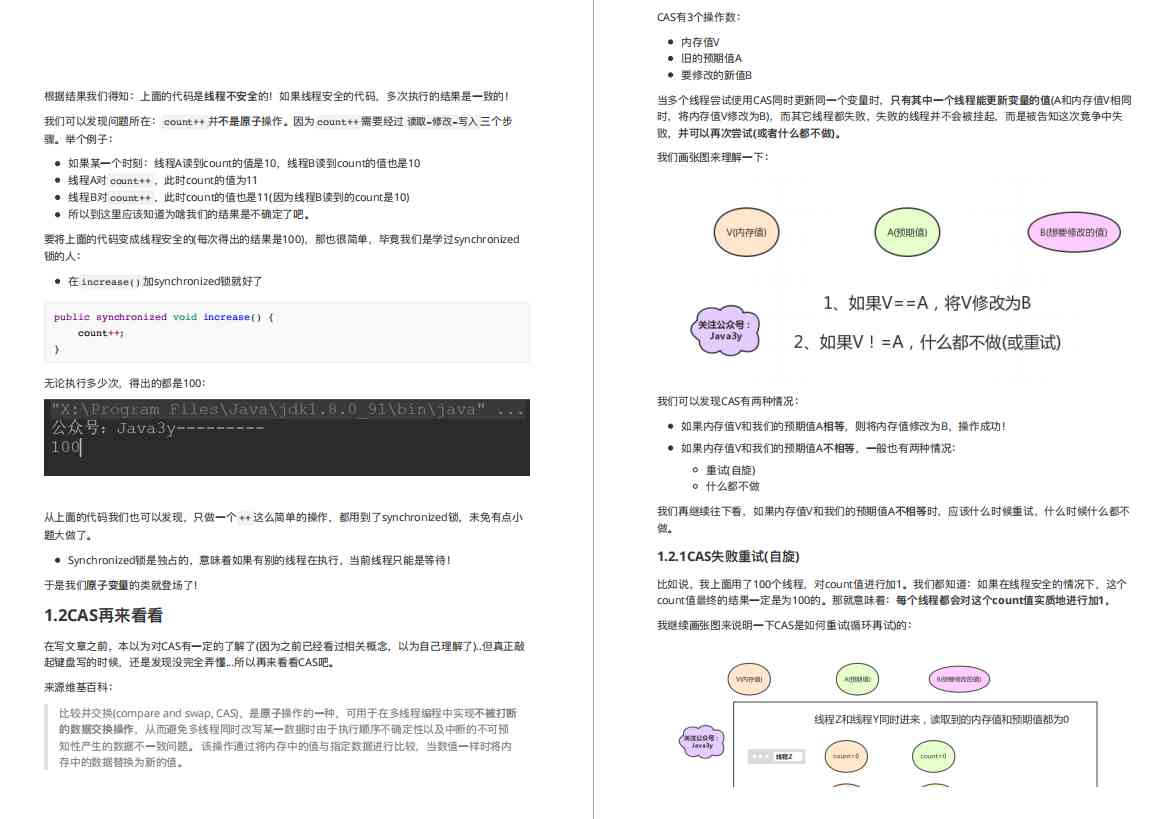 根据结果我们得知：上面的代码是线程不安全的！如果线程安全的代码，多次执行的结果是一致的！
我们可以发现问题所在：count++并不是原子操作。因为count++需要经过 读取-修改-写入 三个步
骤。举个例子：
如果某一个时刻：线程A读到count的值是10，线程B读到count的值也是10
线程A对count++，此时count的值为11
线程B对count++，此时count的值也是11(因为线程B读到的count是10)
所以到这里应该知道为啥我们的结果是不确定了吧。
要将上面的代码变成线程安全的(每次得出的结果是100)，那也很简单，毕竟我们是学过synchronized
锁的人：
在increase()加synchronized锁就好了
public synchronized void increase() {
count++;
}
无论执行多少次，得出的都是100：
"X:\Program Files\Java\jdk1.8.0_91\bin\java" ...
公众号：Java3y---------
100
从上面的代码我们也可以发现，只做一个++这么简单的操作，都用到了synchronized锁，未免有点小
题大做了。
Synchronized锁是独占的，意味着如果有别的线程在执行，当前线程只能是等待！
于是我们原子变量的类就登场了！
1.2CAS再来看看
在写文章之前，本以为对CAS有一定的了解了(因为之前已经看过相关概念，以为自己理解了)..但真正敲
起键盘写的时候，还是发现没完全弄懂...所以再来看看CAS吧。
来源维基百科：
比较并交换(compare and swap, CAS)，是原子操作的一种，可用于在多线程编程中实现不被打断
的数据交换操作，从而避免多线程同时改写某一数据时由于执行顺序不确定性以及中断的不可预
知性产生的数据不一致问题。 该操作通过将内存中的值与指定数据进行比较，当数值一样时将内
存中的数据替换为新的值。
CAS有3个操作数：
内存值V
旧的预期值A
要修改的新值B
当多个线程尝试使用CAS同时更新同一个变量时，只有其中一个线程能更新变量的值(A和内存值V相同
时，将内存值V修改为B)，而其它线程都失败，失败的线程并不会被挂起，而是被告知这次竞争中失
败，并可以再次尝试(或者什么都不做)。
我们画张图来理解一下：
V(内存值)
A(预期值)
B(想要修改的值)
1、如果V==A，将V修改为B
关注公众号：
Java3y
2、如果V！=A，什么都不做(或重试)
我们可以发现CAS有两种情况：
如果内存值V和我们的预期值A相等，则将内存值修改为B，操作成功！
如果内存值V和我们的预期值A不相等，一般也有两种情况：
重试(自旋)
什么都不做
我们再继续往下看，如果内存值V和我们的预期值A不相等时，应该什么时候重试，什么时候什么都不
做。
1.2.1CAS失败重试(自旋)
比如说，我上面用了100个线程，对count值进行加1。我们都知道：如果在线程安全的情况下，这个
count值最终的结果一定是为100的。那就意味着：每个线程都会对这个count值实质地进行加1。
我继续画张图来说明一下CAS是如何重试(循环再试)的：
V(内存值)
A(预期值)
B(想要修改的值)
线程Z和线程Y同时进来，读取到的内存值和预期值都为0
关注公众号：
Java3y
线程Z
count=0
count=0